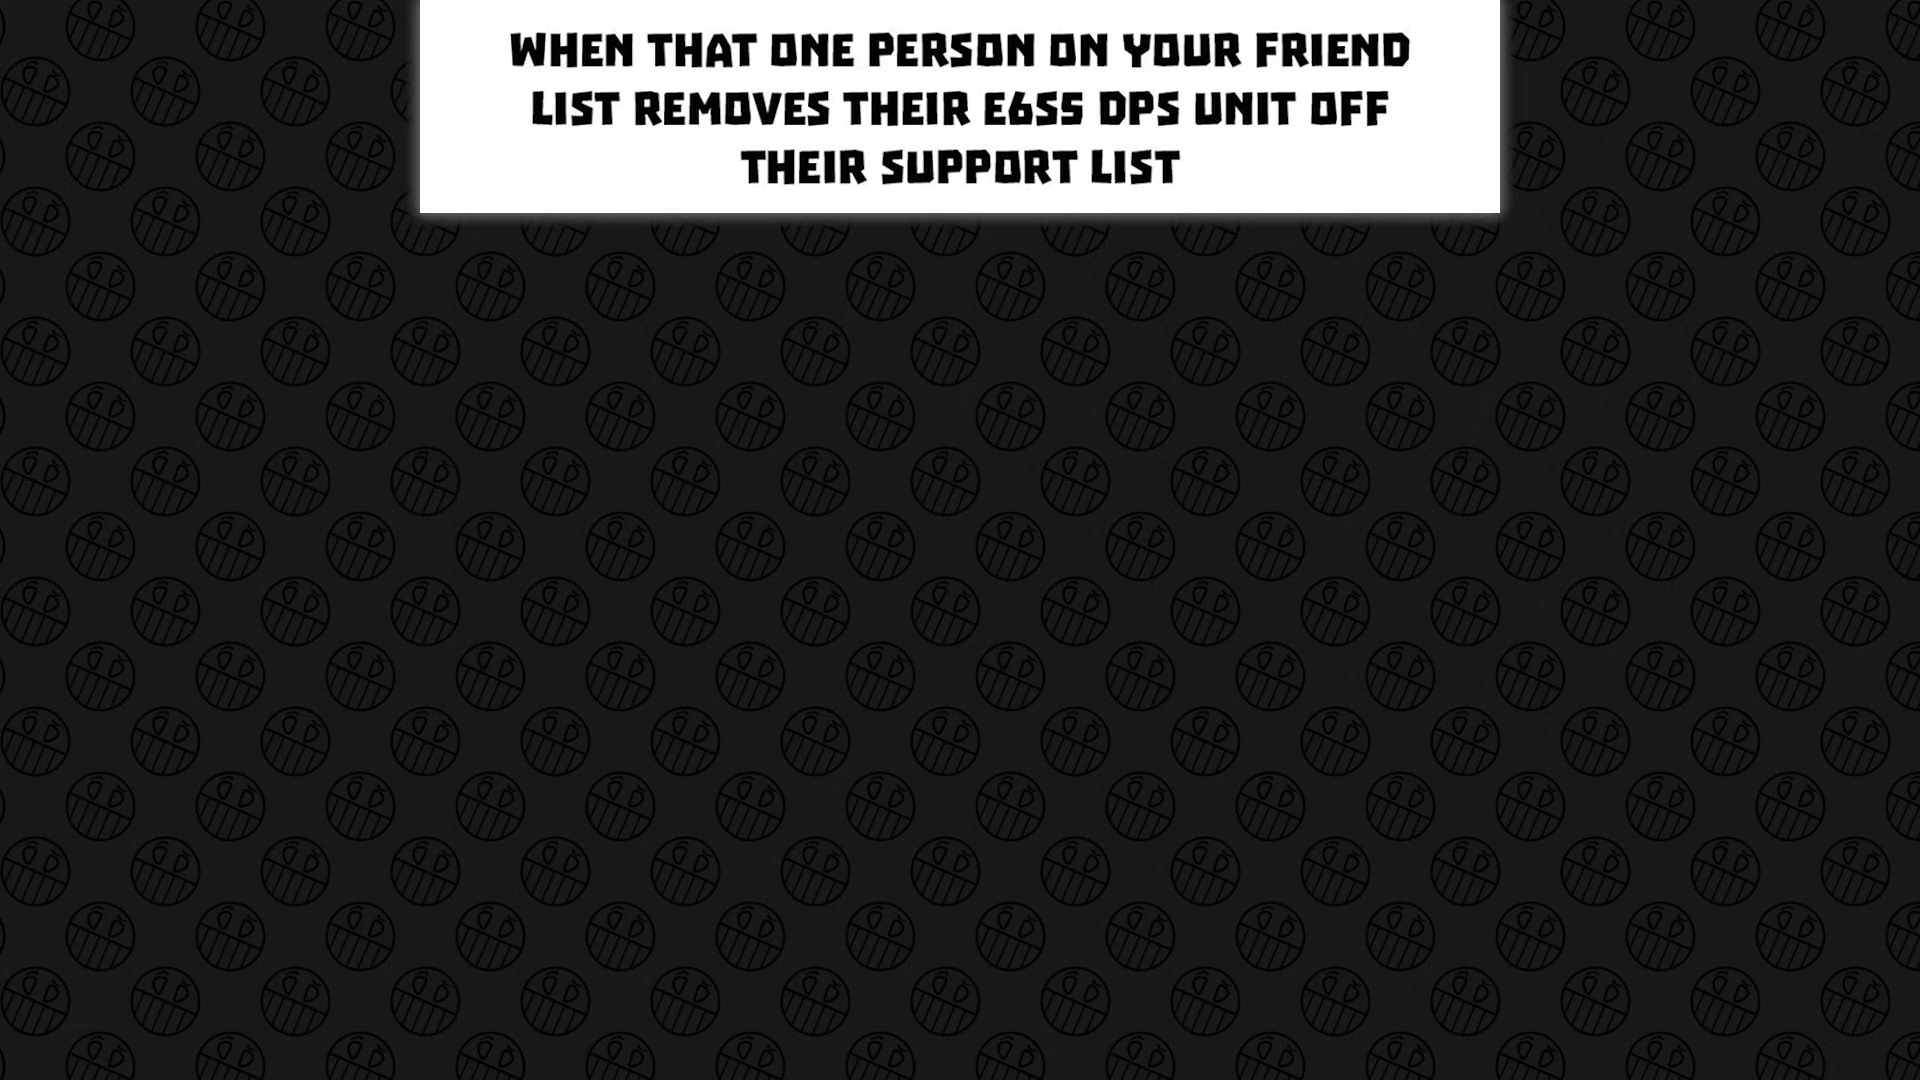 WHEN THAT ONE PERSON ON YOUR FRIEND
LIST REMOVES THEIR E6S5 DPS UNIT OFF
THEIR SUPPORT LIST